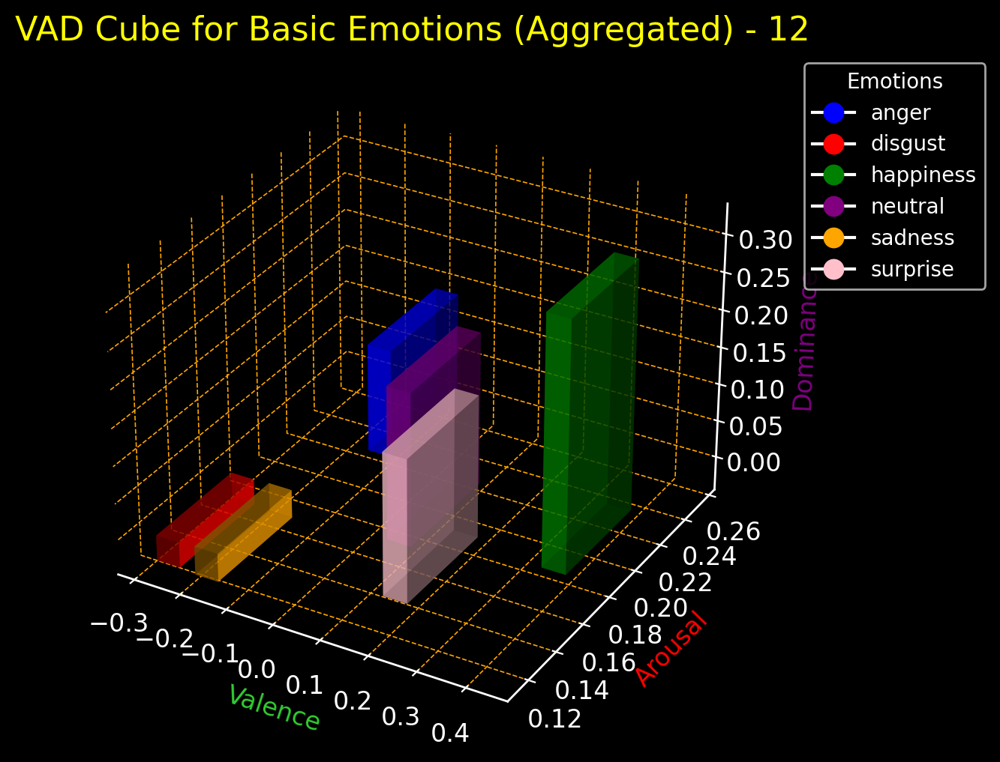 VAD Cube for Basic Emotions (Aggregated) - 12
Emotions
anger
disgust
happiness
neutral
sadness
surprise
0.30
0.25
0.20
0.15
0.10
0.05
0.00
Dominance
0.26
0.24
0.22
0.20
0.18
0.16
0.14
0.12
Arousal
−0.3
−0.2
−0.1
0.0
0.1
0.2
0.3
0.4
Valence